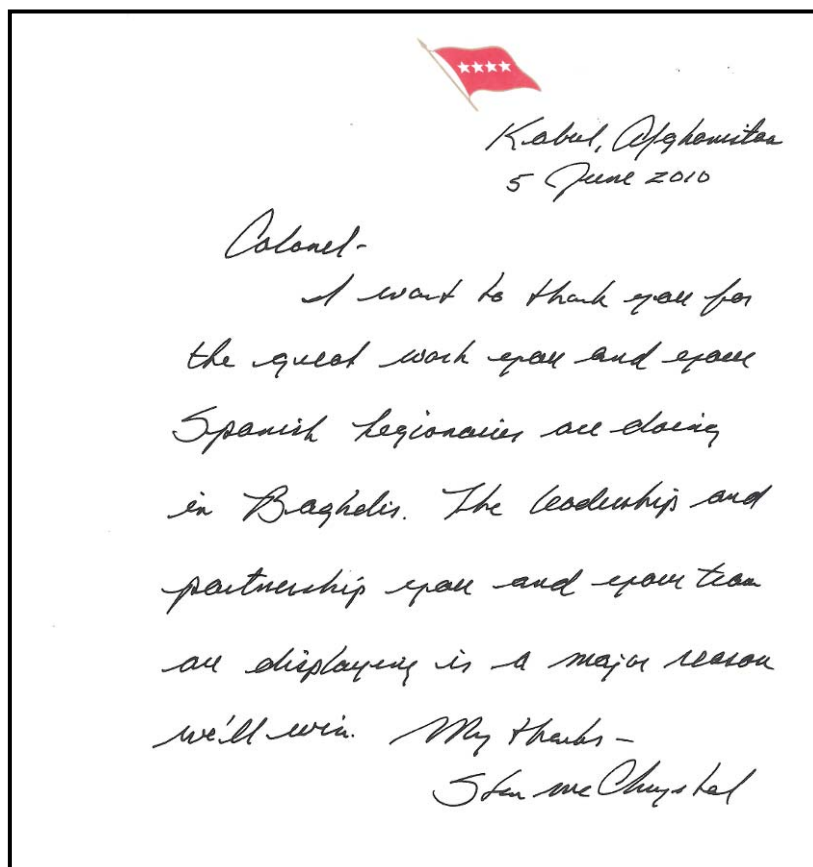 Kabul, Afghanistan
5 June 2010
Colonel-
I want to thank you for
the great work you and your
Spanish Legionaries are doing
in Baghdis. The leadership and
partnership you and your team
are displaying is a major reason
we'll win. My thanks –
Stan McChrystal